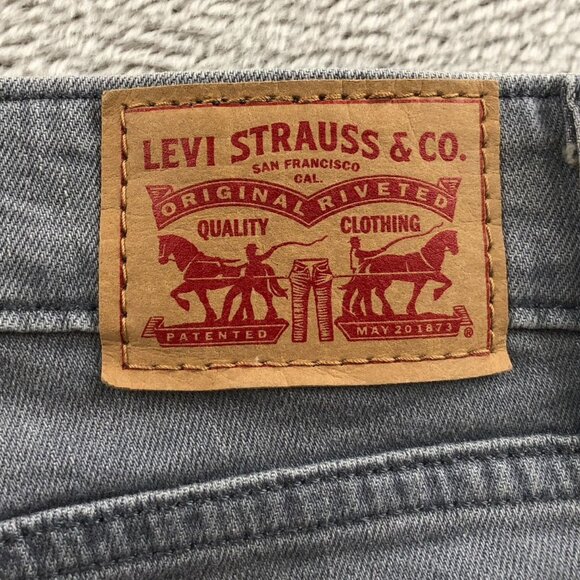 LEVI STRAUSS & CO.
SAN FRANCISCO
CAL.
ORIGINAL RIVETED
QUALITY CLOTHING
PATENTED MAY 20 1873 ®